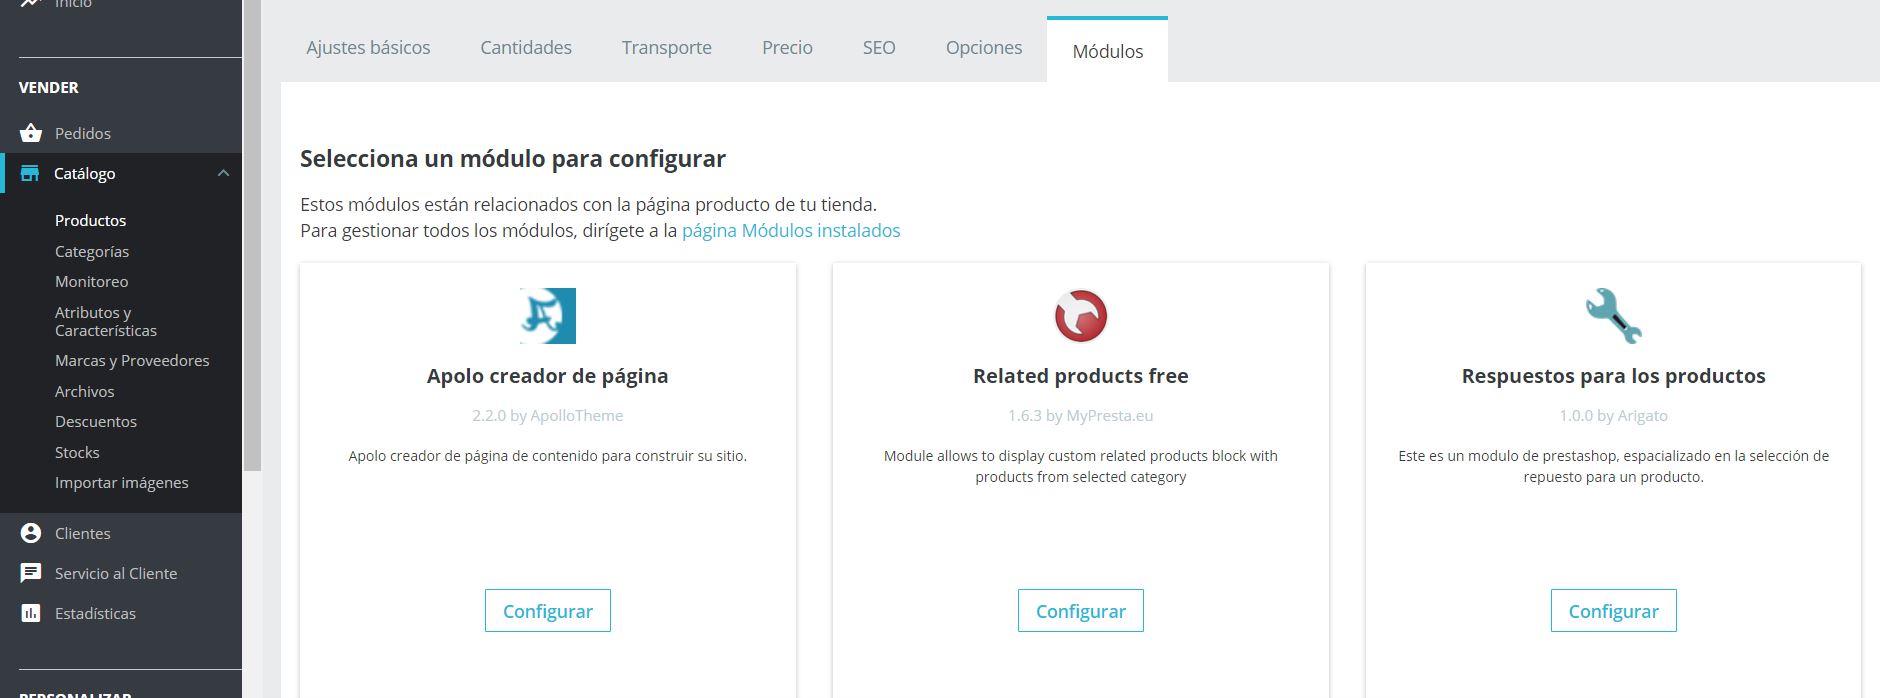 Inicio
VENDER
Pedidos
Catálogo
Productos
Categorías
Monitoreo
Atributos y
Características
Marcas y Proveedores
Archivos
Descuentos
Stocks
Importar imágenes
Clientes
Servicio al Cliente
Estadísticas
PERSONALIZAR
Ajustes básicos
Cantidades
Transporte
Precio
SEO
Opciones
Módulos
Selecciona un módulo para configurar
Estos módulos están relacionados con la página producto de tu tienda.
Para gestionar todos los módulos, dirígete a la página Módulos instalados
Apolo creador de página
2.2.0 by ApolloTheme
Apolo creador de página de contenido para construir su sitio.
Configurar
Related products free
1.6.3 by MyPresta.eu
Module allows to display custom related products block with
products from selected category
Configurar
Respuestos para los productos
1.0.0 by Arigato
Este es un modulo de prestashop, espacializado en la selección de
repuesto para un producto.
Configurar